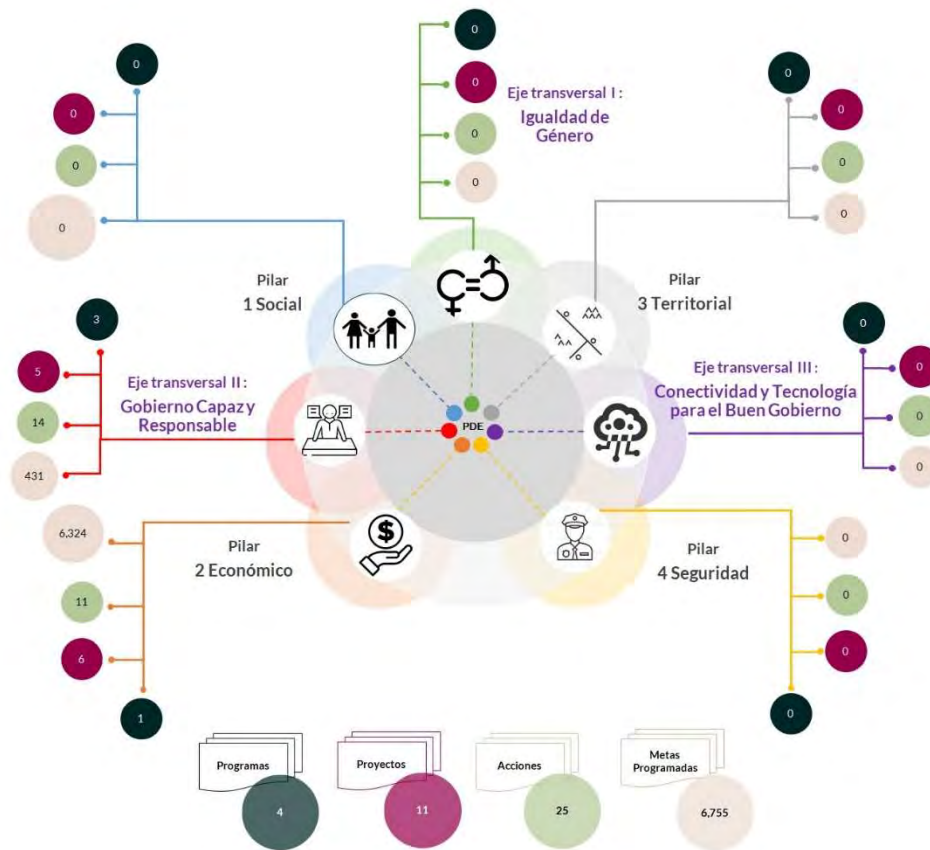 0
0
0
0
0
0
0
0
Eje transversal I :
Igualdad de
Género
0
0
0
0
Pilar
1 Social
Pilar
3 Territorial
3
5
14
431
Eje transversal II :
Gobierno Capaz y
Responsable
PDE
Eje transversal III :
Conectividad y Tecnología
para el Buen Gobierno
0
0
0
0
6,324
11
6
1
Pilar
2 Económico
$
Pilar
4 Seguridad
0
0
0
0
Programas
4
Proyectos
11
Acciones
25
Metas
Programadas
6,755